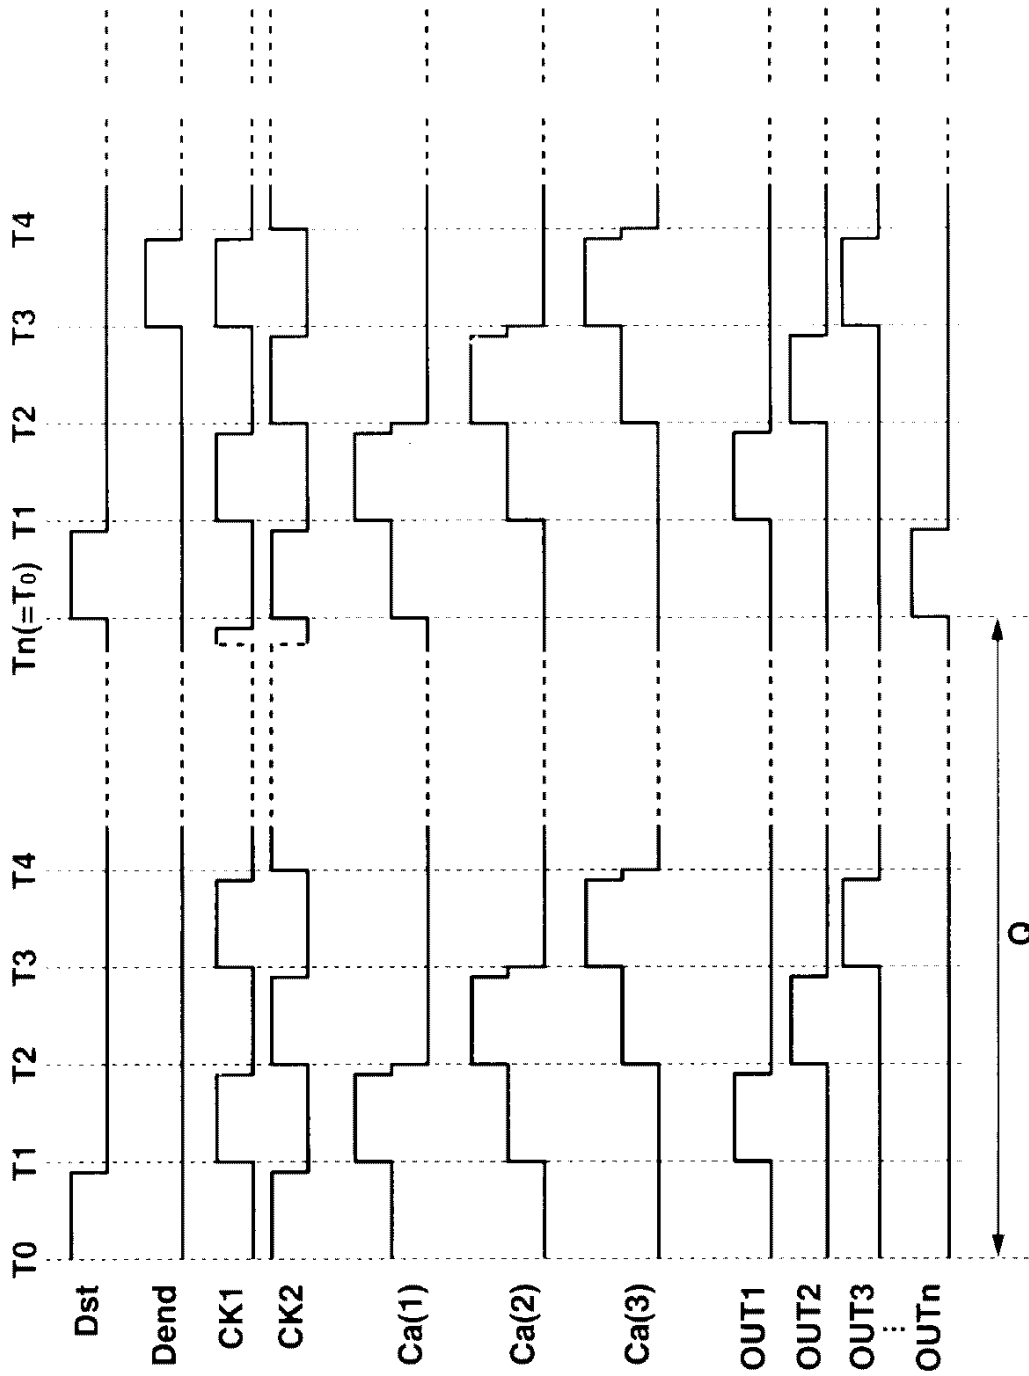 T0 T1 T2 T3 T4 Tn(=T0) T1 T2 T3 T4
Dst
Dend
CK1
CK2
Ca(1)
Ca(2)
Ca(3)
OUT1
OUT2
OUT3
⋮
OUTn
Q